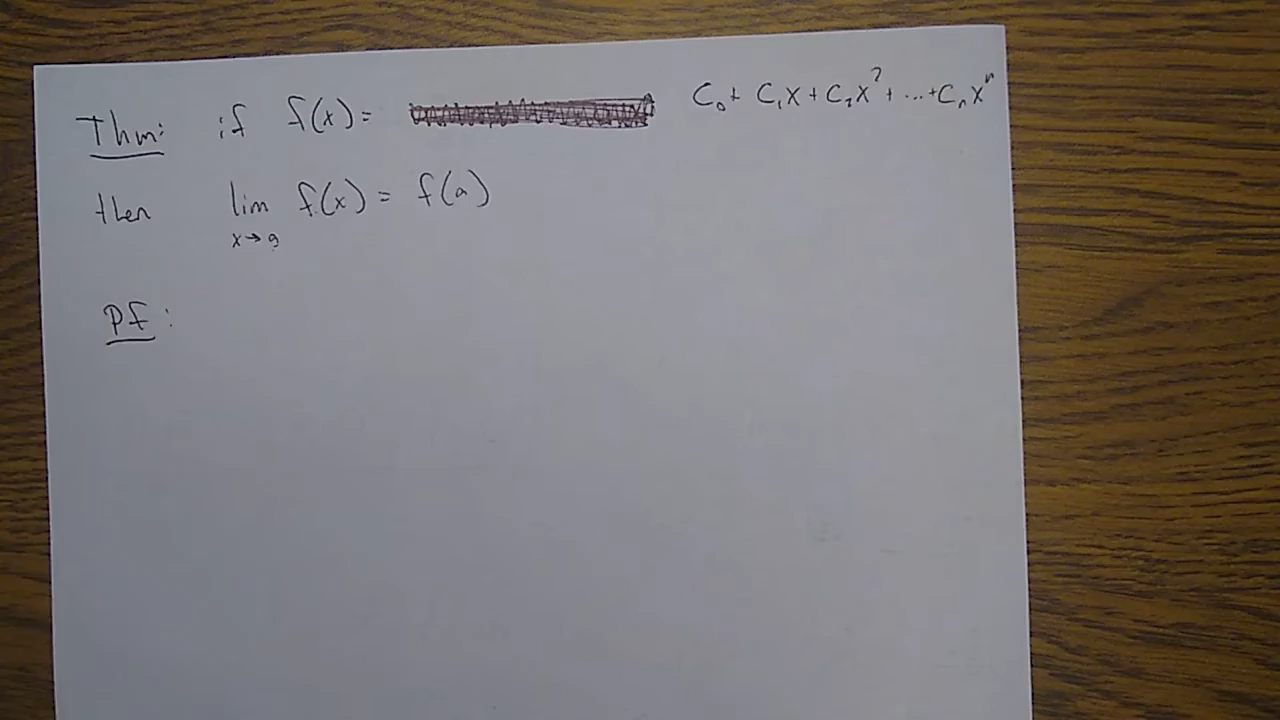 Thm: if f(x) = C₀ + C₁x + C₂x² + ... + Cₙxⁿ
then lim f(x) = f(a)
x→a
Pf: